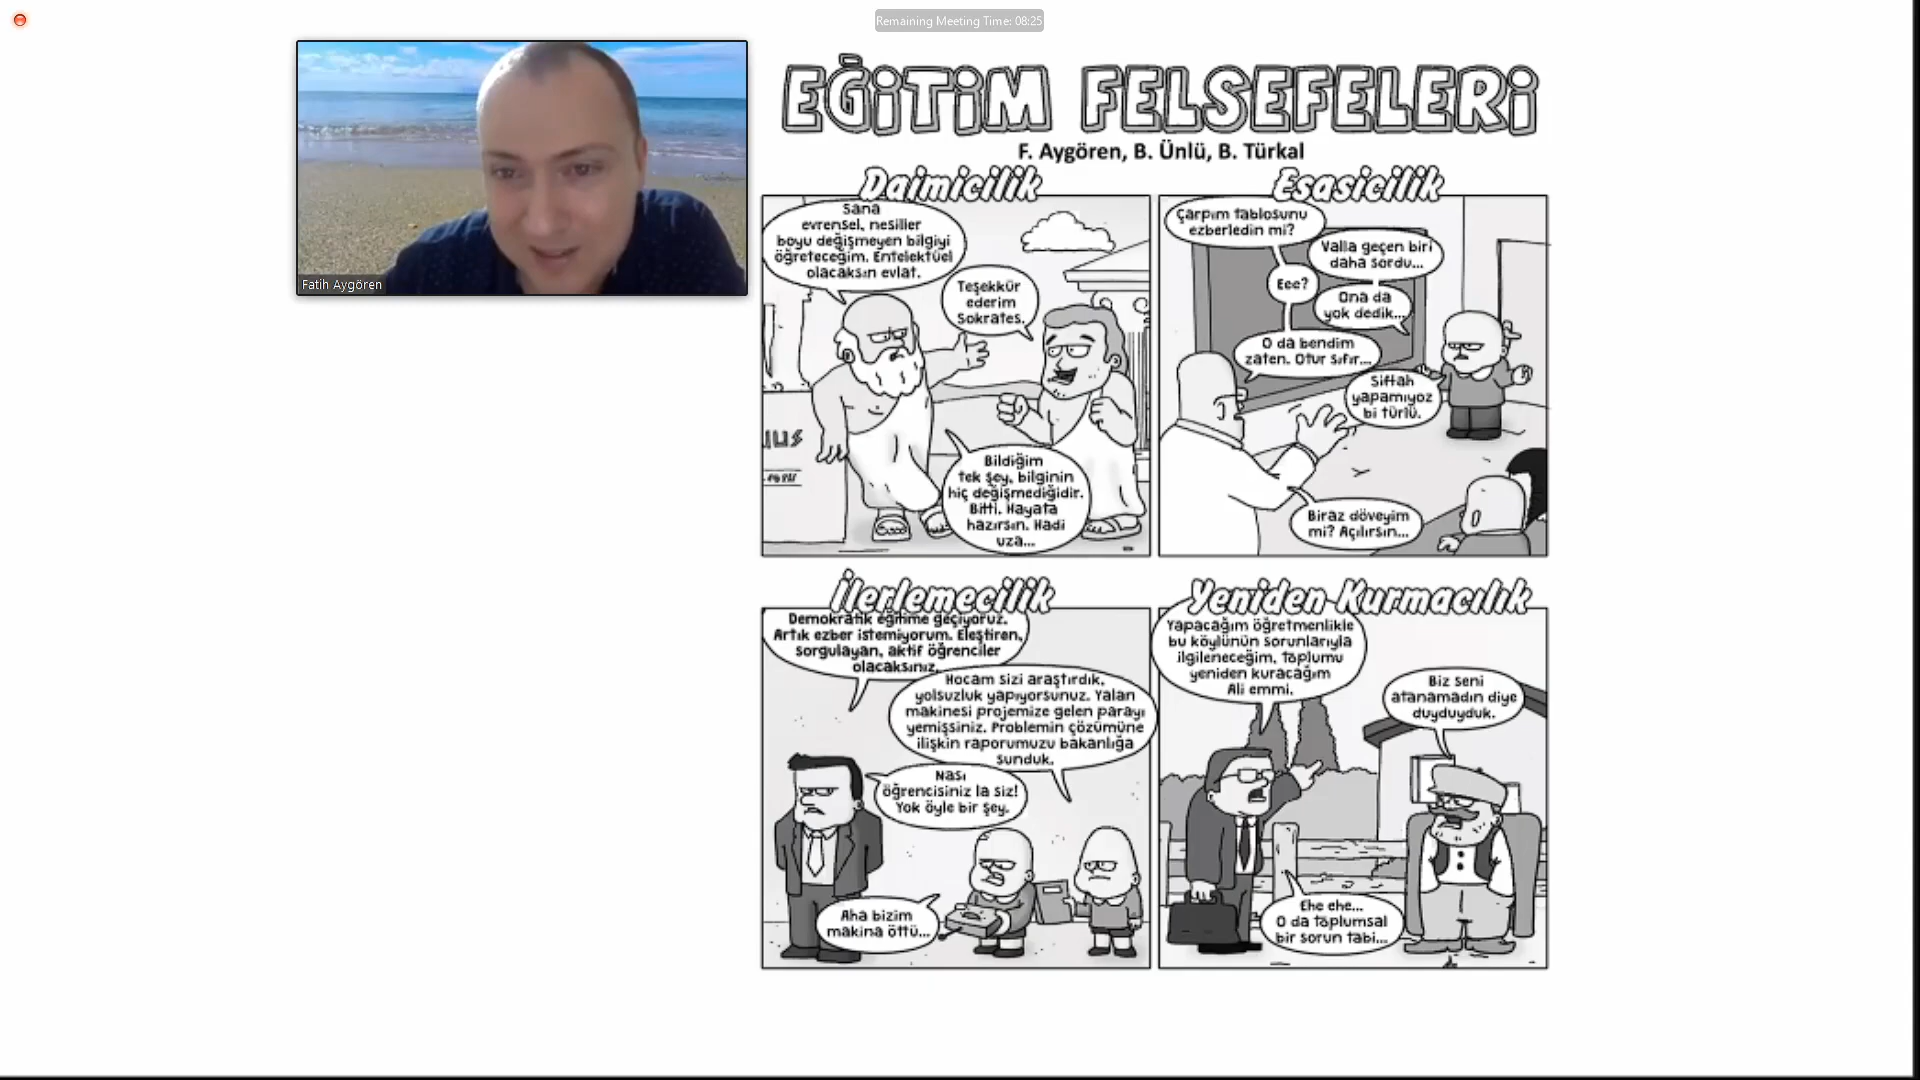 Remaining Meeting Time: 08:25
Fatih Aygören
EĞİTİM FELSEFELERİ
F. Aygören, B. Ünlü, B. Türkal
Daimicilik
Sana
evrensel, nesiller
boyu değişmeyen bilgiyi
öğreteceğim. Entelektüel
olacaksın evlat.
Teşekkür
ederim
Sokrates.
Bildiğim
tek şey, bilginin
hiç değişmediğidir.
Bitti. Hayata
hazırsın. Hadi
uza...
Esasicilik
Çarpım tablosunu
ezberledin mi?
Valla geçen biri
daha sordu...
Eee?
Ona da
yok dedik...
O da bendim
zaten. Otur sıfır...
Siftah
yapamıyoz
bi türlü.
Biraz döveyim
mi? Açılırsın...
İlerlemecilik
Demokratik eğitime geçiyoruz.
Artık ezber istemiyorum. Eleştiren,
sorgulayan, aktif öğrenciler
olacaksınız.
Hocam sizi araştırdık,
yolsuzluk yapıyorsunuz. Yalan
makinesi projemize gelen parayı
yemişsiniz. Problemin çözümüne
ilişkin raporumuzu bakanlığa
sunduk.
Nası
öğrencisiniz la siz!
Yok öyle bir şey.
Aha bizim
makina öttü...
Yeniden Kurmacılık
Yapacağım öğretmenlikle
bu köylünün sorunlarıyla
ilgileneceğim, toplumu
yeniden kuracağım
Ali emmi.
Biz seni
atanamadın diye
duyduyduk.
Ehe ehe...
O da toplumsal
bir sorun tabi...